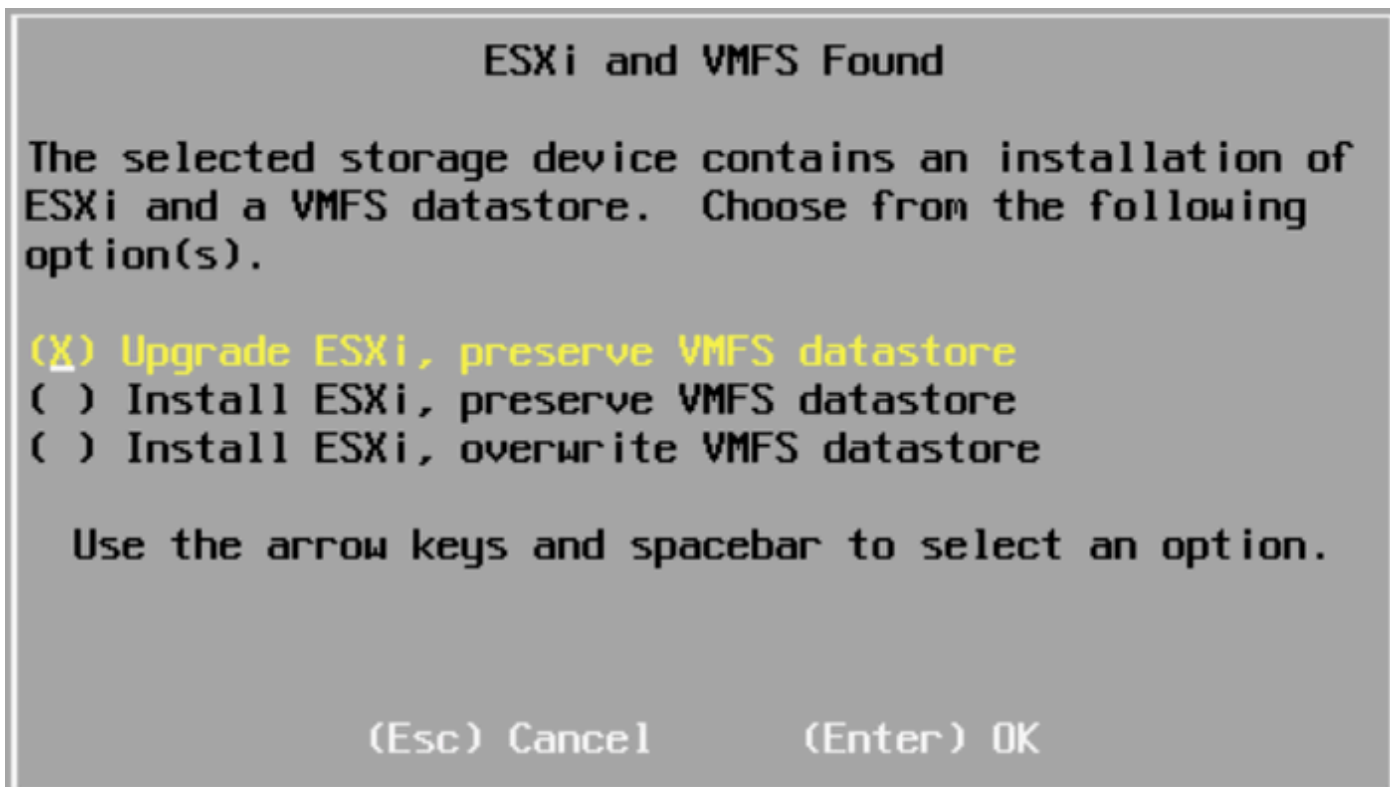 ESXi and VMFS Found
The selected storage device contains an installation of
ESXi and a VMFS datastore.  Choose from the following
option(s).
(X) Upgrade ESXi, preserve VMFS datastore
( ) Install ESXi, preserve VMFS datastore
( ) Install ESXi, overwrite VMFS datastore
Use the arrow keys and spacebar to select an option.
(Esc) Cancel (Enter) OK